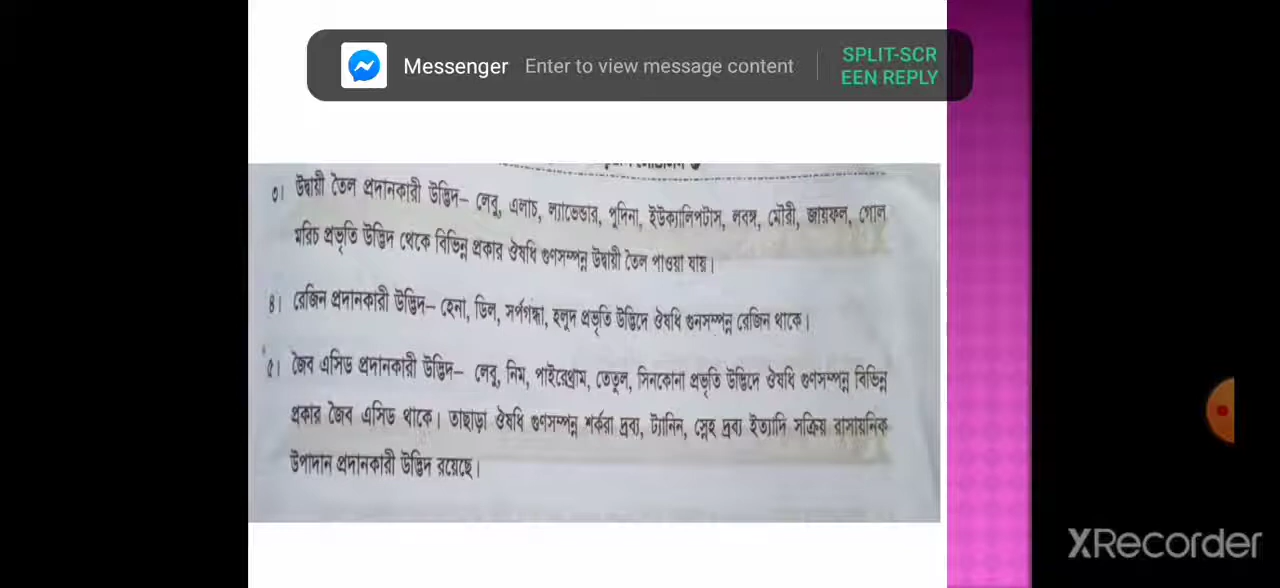 Messenger Enter to view message content
SPLIT-SCR
EEN REPLY
৩। উদ্বায়ী তৈল প্রদানকারী উদ্ভিদ– লেবু, এলাচ, ল্যাভেন্ডার, পুদিনা, ইউক্যালিপটাস, লবঙ্গ, মৌরী, জায়ফল, গোল
মরিচ প্রভৃতি উদ্ভিদ থেকে বিভিন্ন প্রকার ঔষধি গুণসম্পন্ন উদ্বায়ী তৈল পাওয়া যায়।
৪। রেজিন প্রদানকারী উদ্ভিদ– হেনা, ডিল, সর্পগন্ধা, হলুদ প্রভৃতি উদ্ভিদে ঔষধি গুনসম্পন্ন রেজিন থাকে।
৫। জৈব এসিড প্রদানকারী উদ্ভিদ– লেবু, নিম, পাইরেথ্রাম, তেতুল, সিনকোনা প্রভৃতি উদ্ভিদে ঔষধি গুণসম্পন্ন বিভিন্ন
প্রকার জৈব এসিড থাকে। তাছাড়া ঔষধি গুণসম্পন্ন শর্করা দ্রব্য, ট্যানিন, স্নেহ দ্রব্য ইত্যাদি সক্রিয় রাসায়নিক
উপাদান প্রদানকারী উদ্ভিদ রয়েছে।
XRecorder